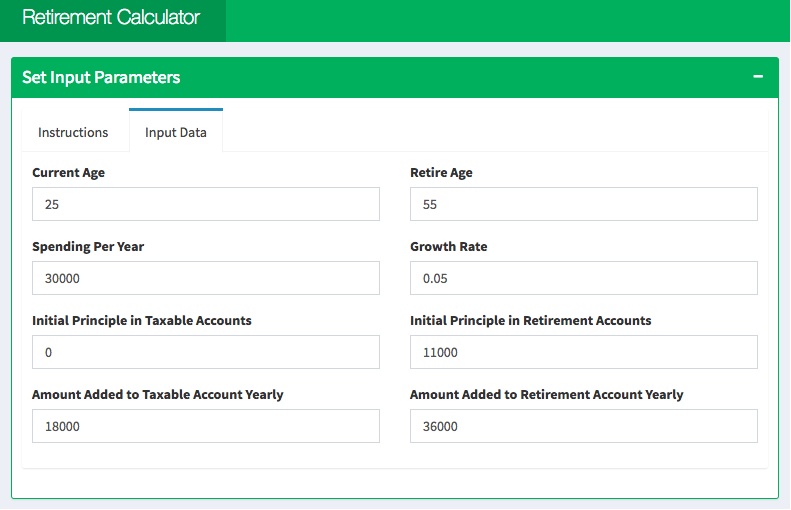 Retirement Calculator
Set Input Parameters −
Instructions Input Data
Current Age Retire Age
25 55
Spending Per Year Growth Rate
30000 0.05
Initial Principle in Taxable Accounts Initial Principle in Retirement Accounts
0 11000
Amount Added to Taxable Account Yearly Amount Added to Retirement Account Yearly
18000 36000